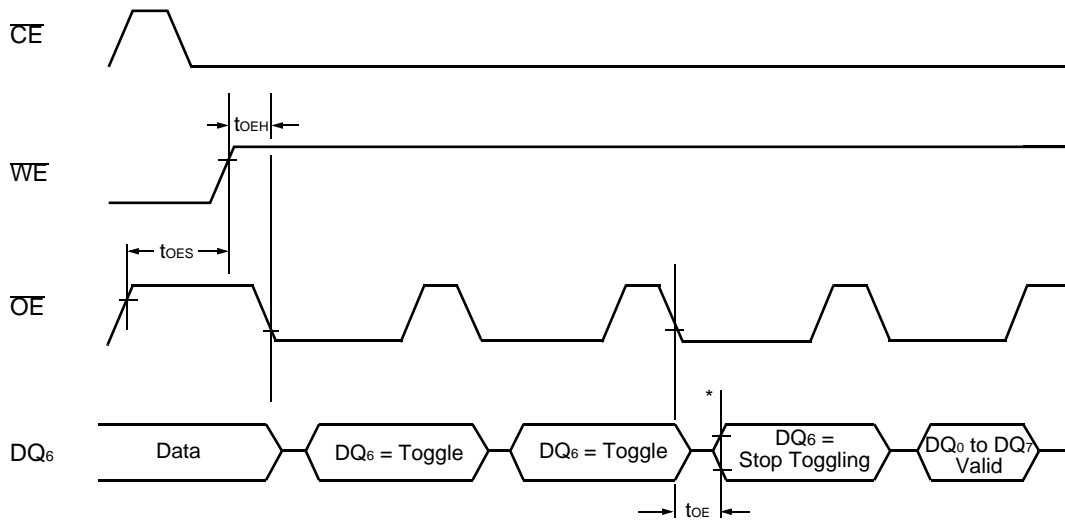 CE
tOEH
WE
tOES
OE
*
DQ6
Data
DQ6 = Toggle
DQ6 = Toggle
DQ6 =
Stop Toggling
DQ0 to DQ7
Valid
tOE